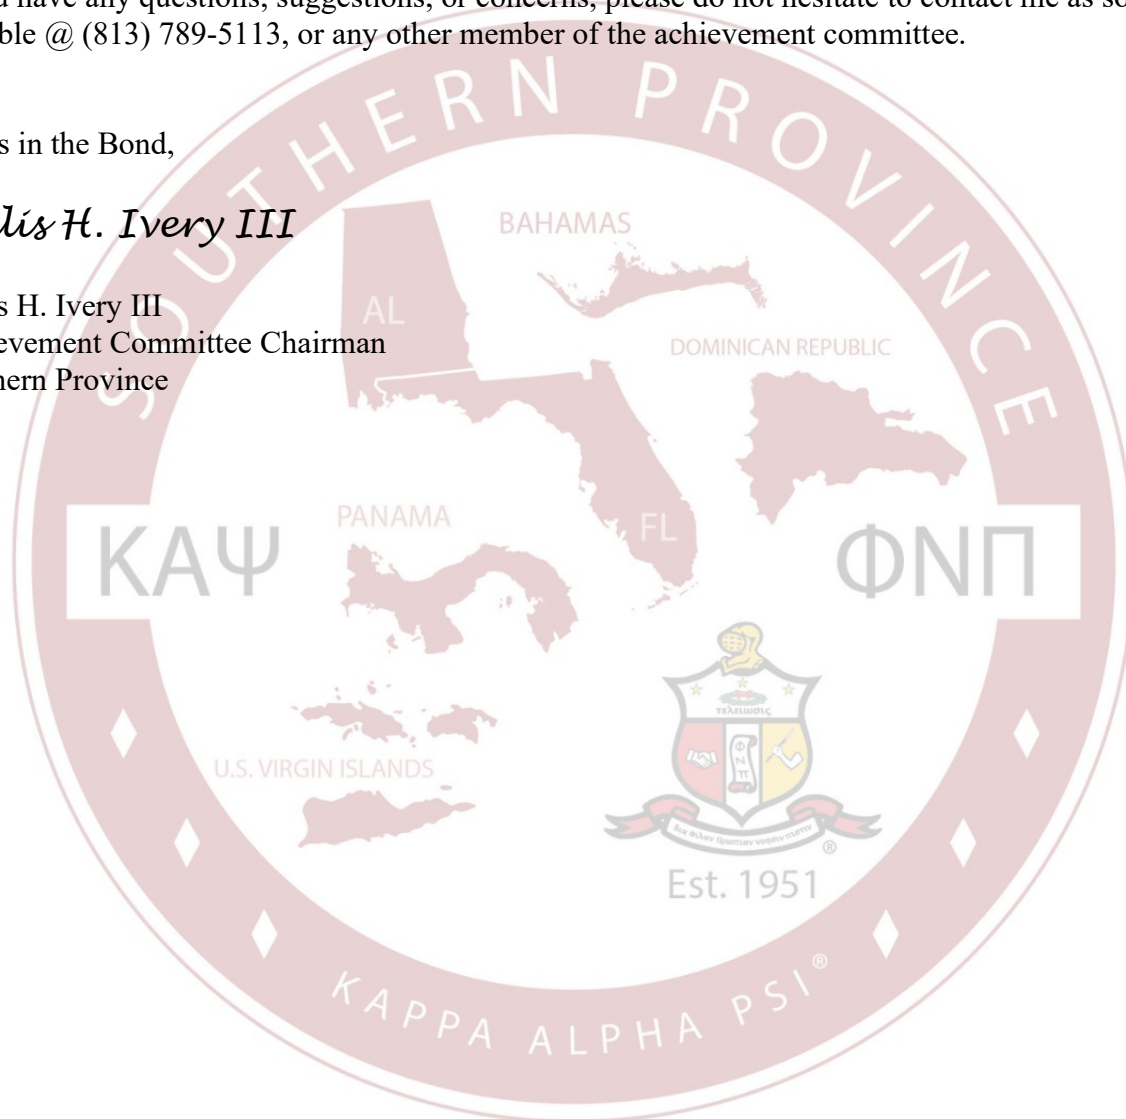 have any questions, suggestions, or concerns, please do not hesitate to contact me as so
ble @ (813) 789-5113, or any other member of the achievement committee.
s in the Bond,
lis H. Ivery III
s H. Ivery III
evement Committee Chairman
hern Province
SOUTHERN PROVINCE
BAHAMAS
AL
DOMINICAN REPUBLIC
PANAMA
FL
ΚΑΨ
ΦΝΠ
U.S. VIRGIN ISLANDS
τελειωσις
Φ
Ν
Π
®
Est. 1951
KAPPA ALPHA PSI®